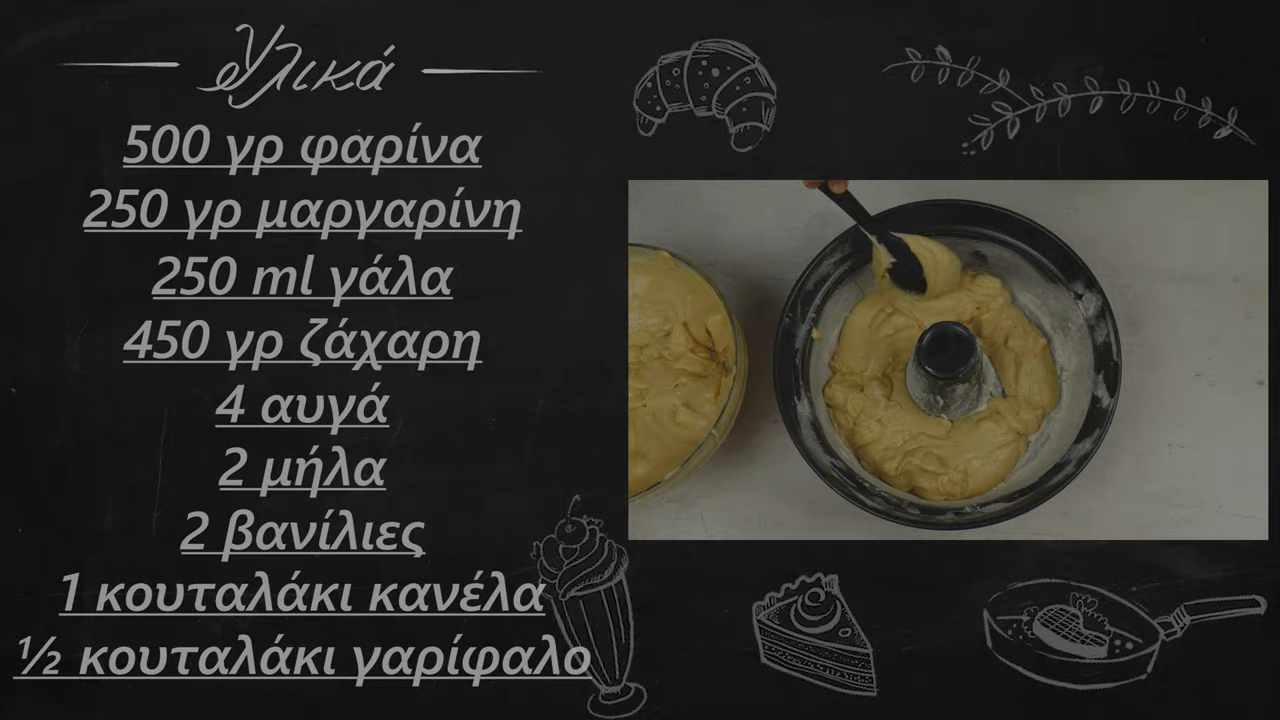 Υλικά
500 γρ φαρίνα
250 γρ μαργαρίνη
250 ml γάλα
450 γρ ζάχαρη
4 αυγά
2 μήλα
2 βανίλιες
1 κουταλάκι κανέλα
½ κουταλάκι γαρίφαλο